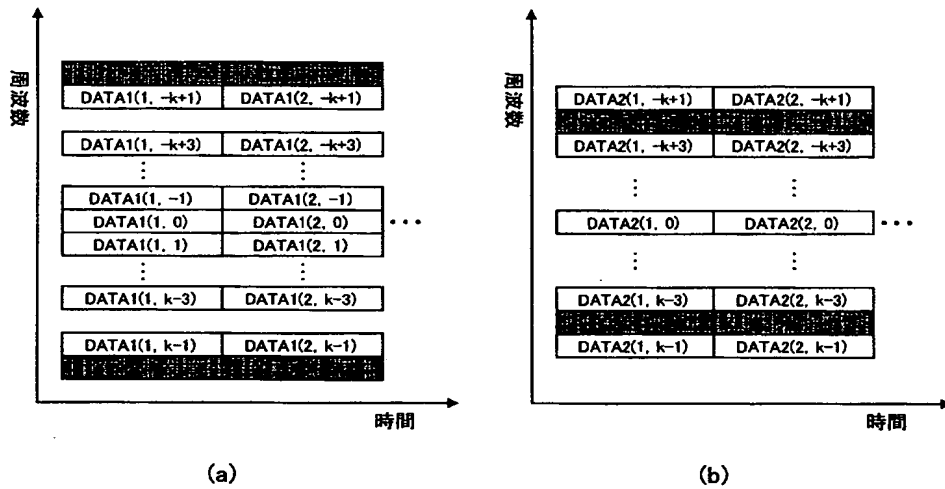 周波数
DATA1(1, -k+1) DATA1(2, -k+1)
DATA1(1, -k+3) DATA1(2, -k+3)
⋮ ⋮
DATA1(1, -1) DATA1(2, -1)
DATA1(1, 0) DATA1(2, 0) ･･･
DATA1(1, 1) DATA1(2, 1)
⋮ ⋮
DATA1(1, k-3) DATA1(2, k-3)
DATA1(1, k-1) DATA1(2, k-1)
時間
(a)
周波数
DATA2(1, -k+1) DATA2(2, -k+1)
DATA2(1, -k+3) DATA2(2, -k+3)
⋮ ⋮
DATA2(1, 0) DATA2(2, 0) ･･･
⋮ ⋮
DATA2(1, k-3) DATA2(2, k-3)
DATA2(1, k-1) DATA2(2, k-1)
時間
(b)